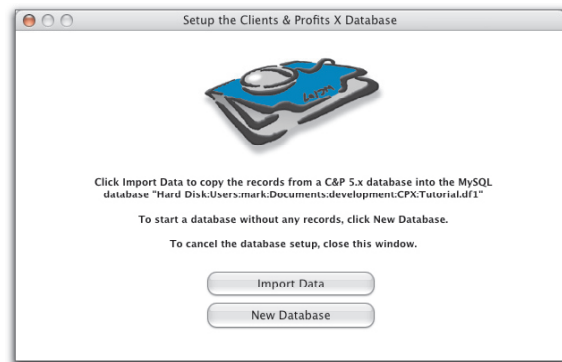 Setup the Clients & Profits X Database
Click Import Data to copy the records from a C&P 5.x database into the MySQL
database "Hard Disk:Users:mark:Documents:development:CPX:Tutorial.df1"
To start a database without any records, click New Database.
To cancel the database setup, close this window.
Import Data
New Database